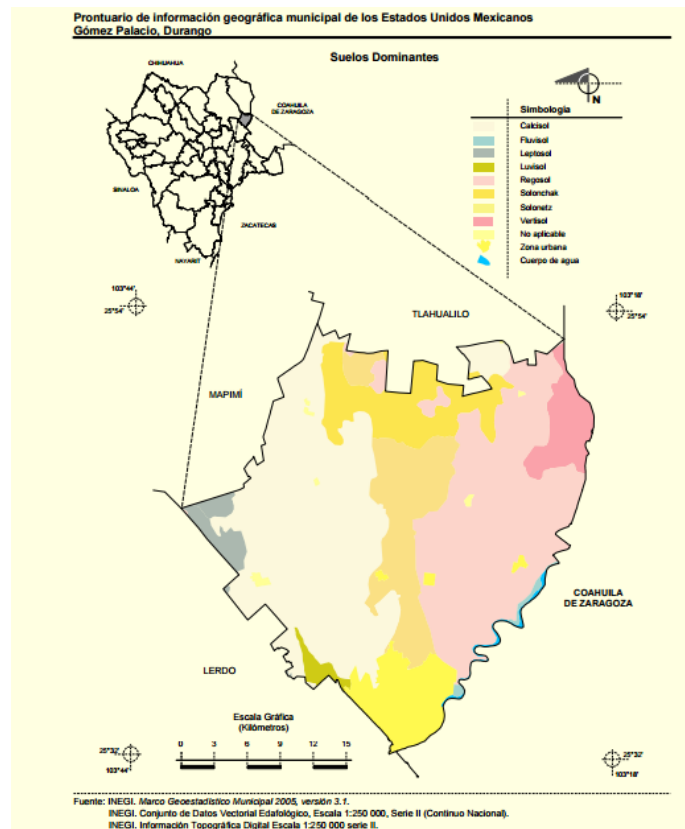 Prontuario de información geográfica municipal de los Estados Unidos Mexicanos
Gómez Palacio, Durango
Suelos Dominantes
CHIHUAHUA
COAHUILA
DE ZARAGOZA
SINALOA
ZACATECAS
NAYARIT
N
Simbología
Calcisol
Fluvisol
Leptosol
Luvisol
Regosol
Solonchak
Solonetz
Vertisol
No aplicable
Zona urbana
Cuerpo de agua
103°44'
25°54'
103°18'
25°54'
TLAHUALILO
MAPIMÍ
COAHUILA
DE ZARAGOZA
LERDO
Escala Gráfica
(Kilómetros)
0 3 6 9 12 15
25°32'
103°44'
25°32'
103°18'
Fuente: INEGI. Marco Geoestadístico Municipal 2005, versión 3.1.
INEGI. Conjunto de Datos Vectorial Edafológico, Escala 1:250 000, Serie II (Continuo Nacional).
INEGI. Información Topográfica Digital Escala 1:250 000 serie II.